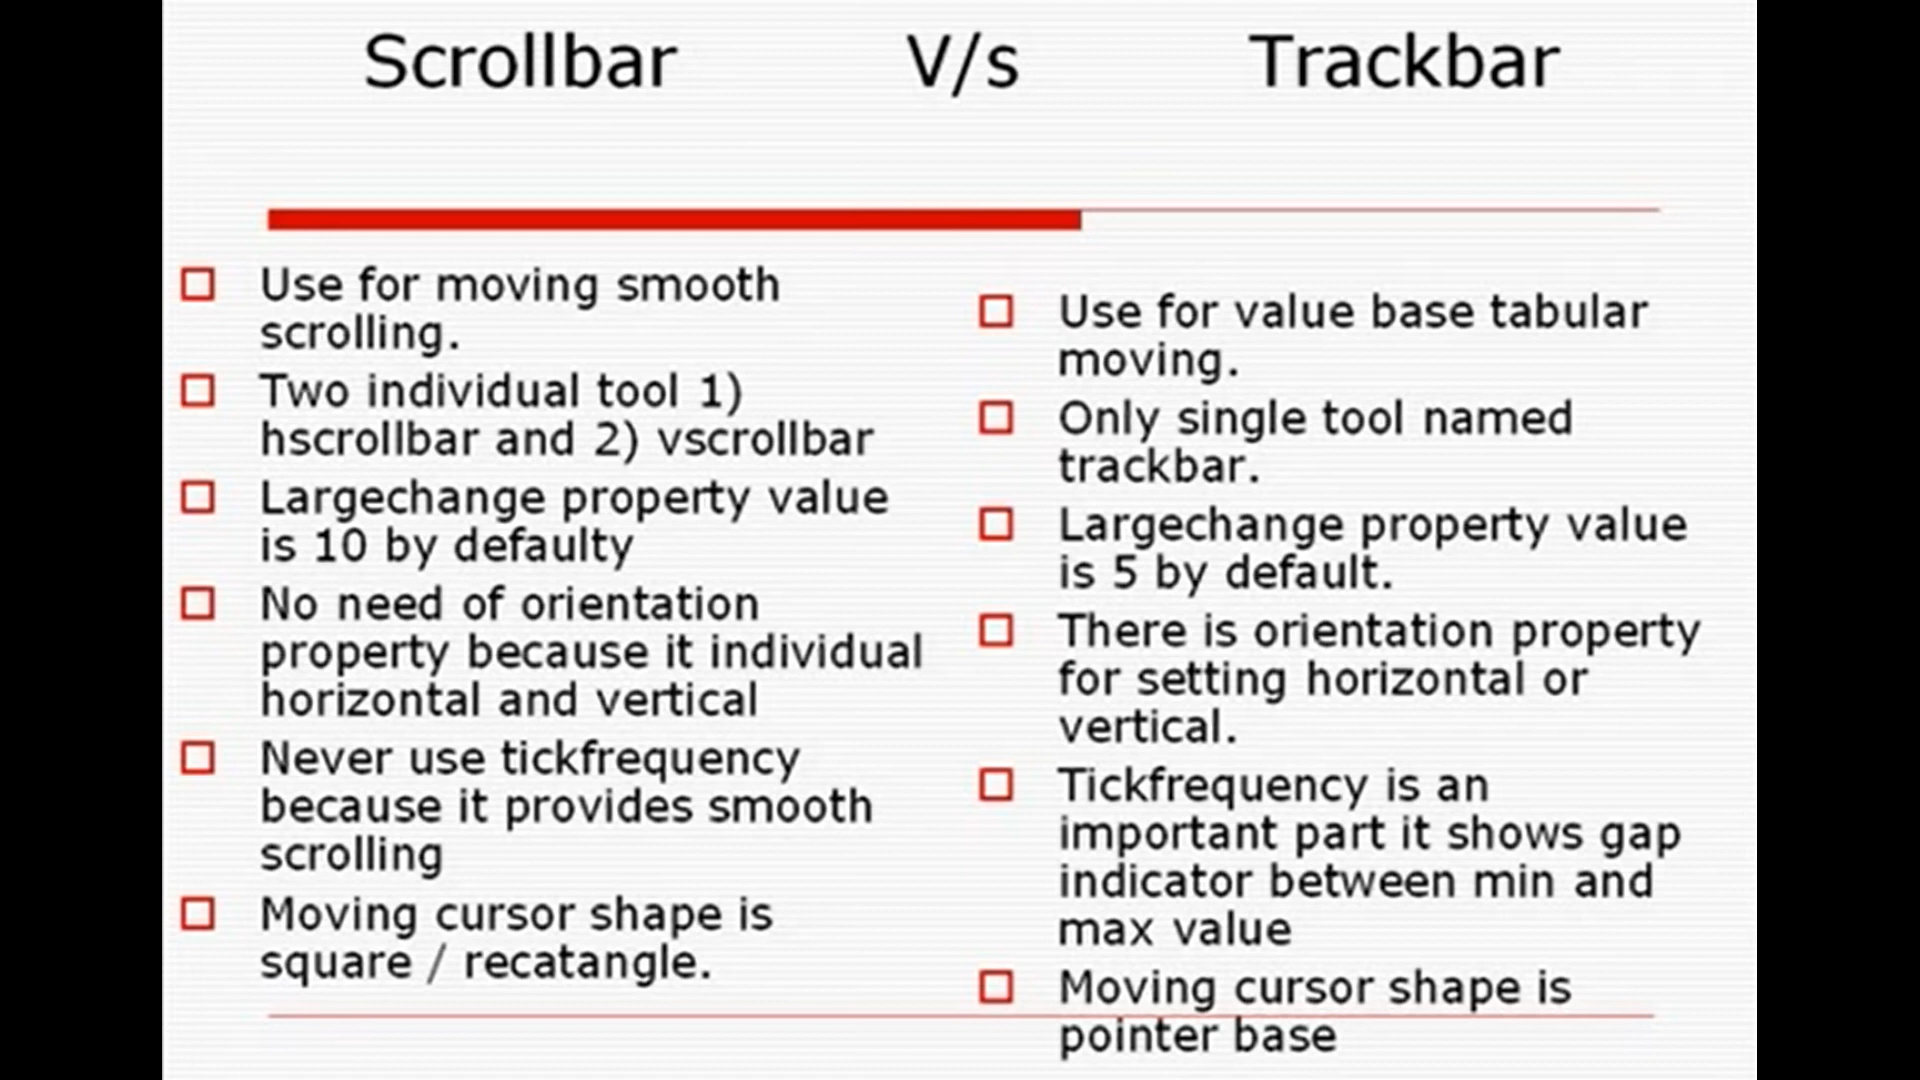 Scrollbar V/s Trackbar
Use for moving smooth
scrolling.
Two individual tool 1)
hscrollbar and 2) vscrollbar
Largechange property value
is 10 by defaulty
No need of orientation
property because it individual
horizontal and vertical
Never use tickfrequency
because it provides smooth
scrolling
Moving cursor shape is
square / recatangle.
Use for value base tabular
moving.
Only single tool named
trackbar.
Largechange property value
is 5 by default.
There is orientation property
for setting horizontal or
vertical.
Tickfrequency is an
important part it shows gap
indicator between min and
max value
Moving cursor shape is
pointer base